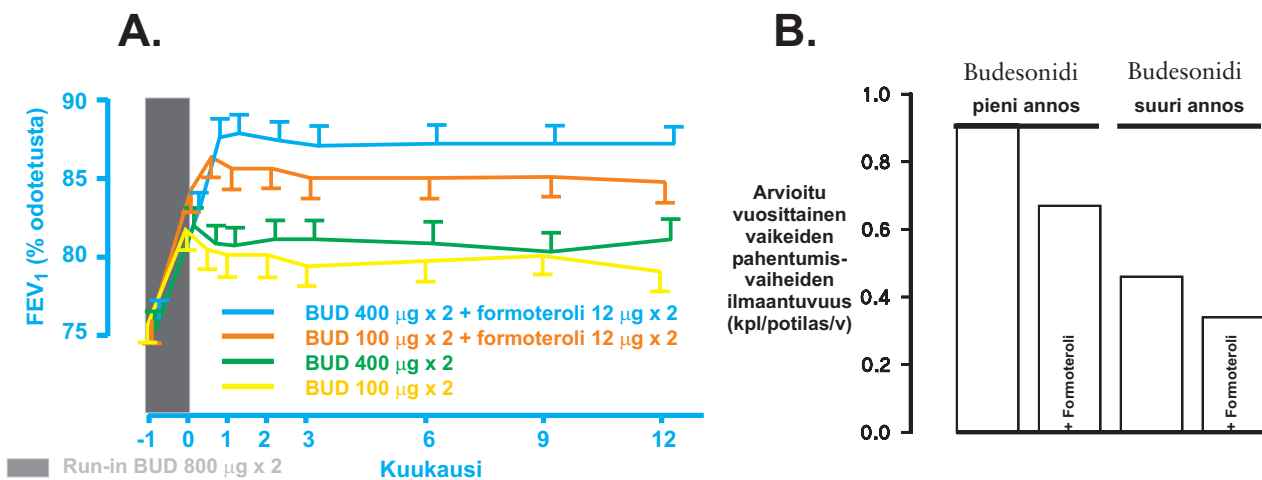 A.
FEV1 (% odotetusta)
90
85
80
75
BUD 400 μg x 2 + formoteroli 12 μg x 2
BUD 100 μg x 2 + formoteroli 12 μg x 2
BUD 400 μg x 2
BUD 100 μg x 2
-1 0 1 2 3 6 9 12
Kuukausi
Run-in BUD 800 μg x 2
B.
Budesonidi
pieni annos
Budesonidi
suuri annos
Arvioitu
vuosittainen
vaikeiden
pahentumis-
vaiheiden
ilmaantuvuus
(kpl/potilas/v)
1.0
0.8
0.6
0.4
0.2
0.0
+ Formoteroli
+ Formoteroli